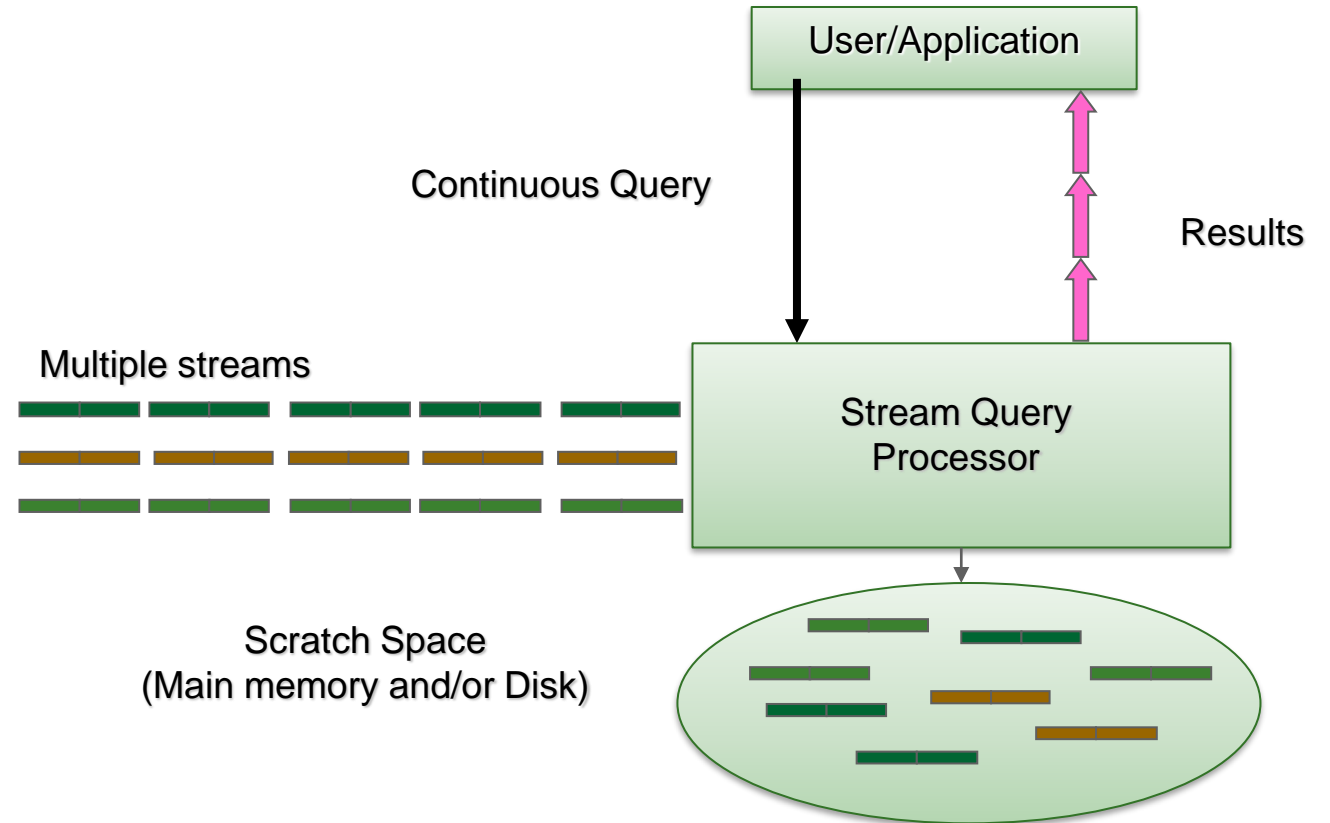 User/Application
Continuous Query
Results
Multiple streams
Stream Query
Processor
Scratch Space
(Main memory and/or Disk)